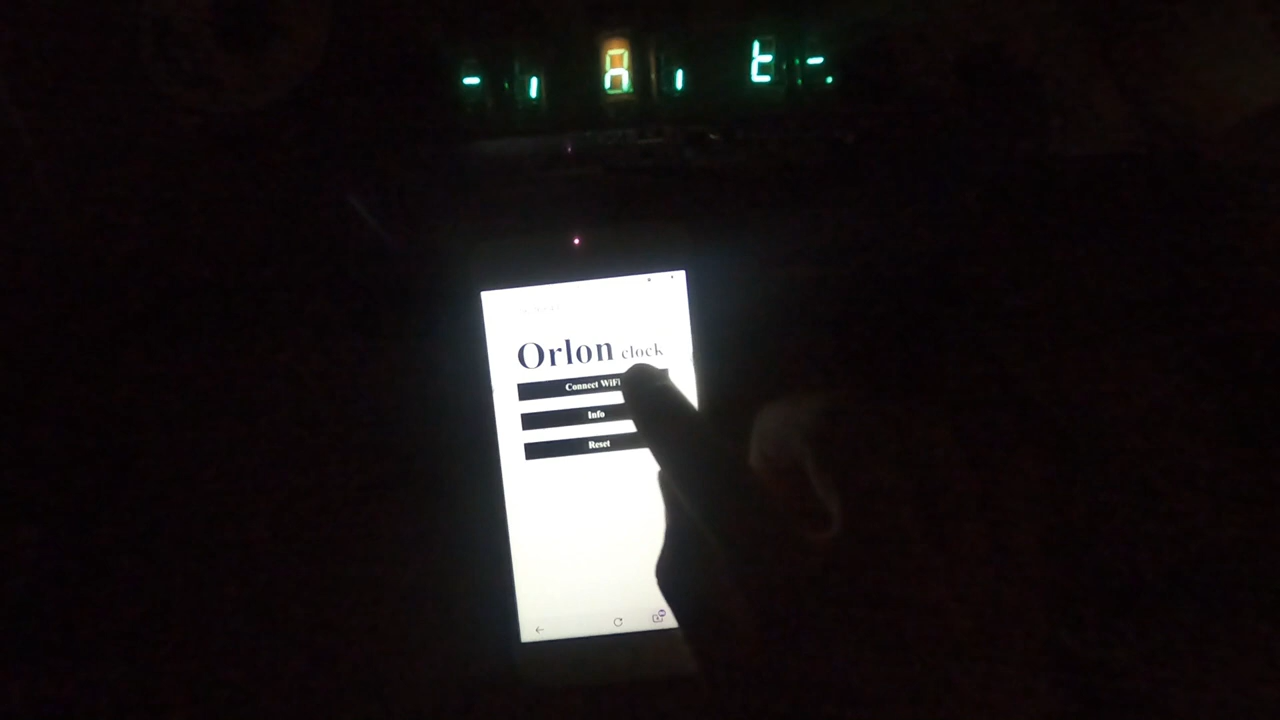 - i n i t -.
Orlon clock
Connect WiFi
Info
Reset